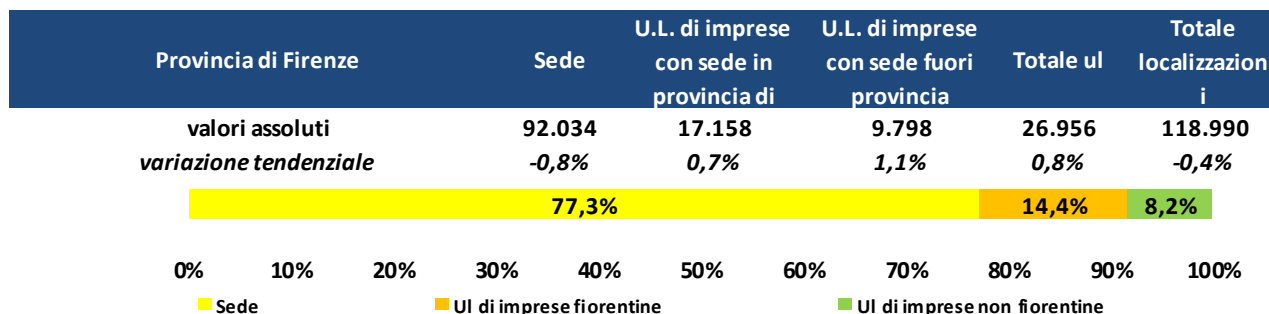 Provincia di Firenze Sede U.L. di imprese con sede in provincia di U.L. di imprese con sede fuori provincia Totale ul Totale localizzazioni
valori assoluti 92.034 17.158 9.798 26.956 118.990
variazione tendenziale -0,8% 0,7% 1,1% 0,8% -0,4%
77,3% 14,4% 8,2%
0% 10% 20% 30% 40% 50% 60% 70% 80% 90% 100%
Sede Ul di imprese fiorentine Ul di imprese non fiorentine